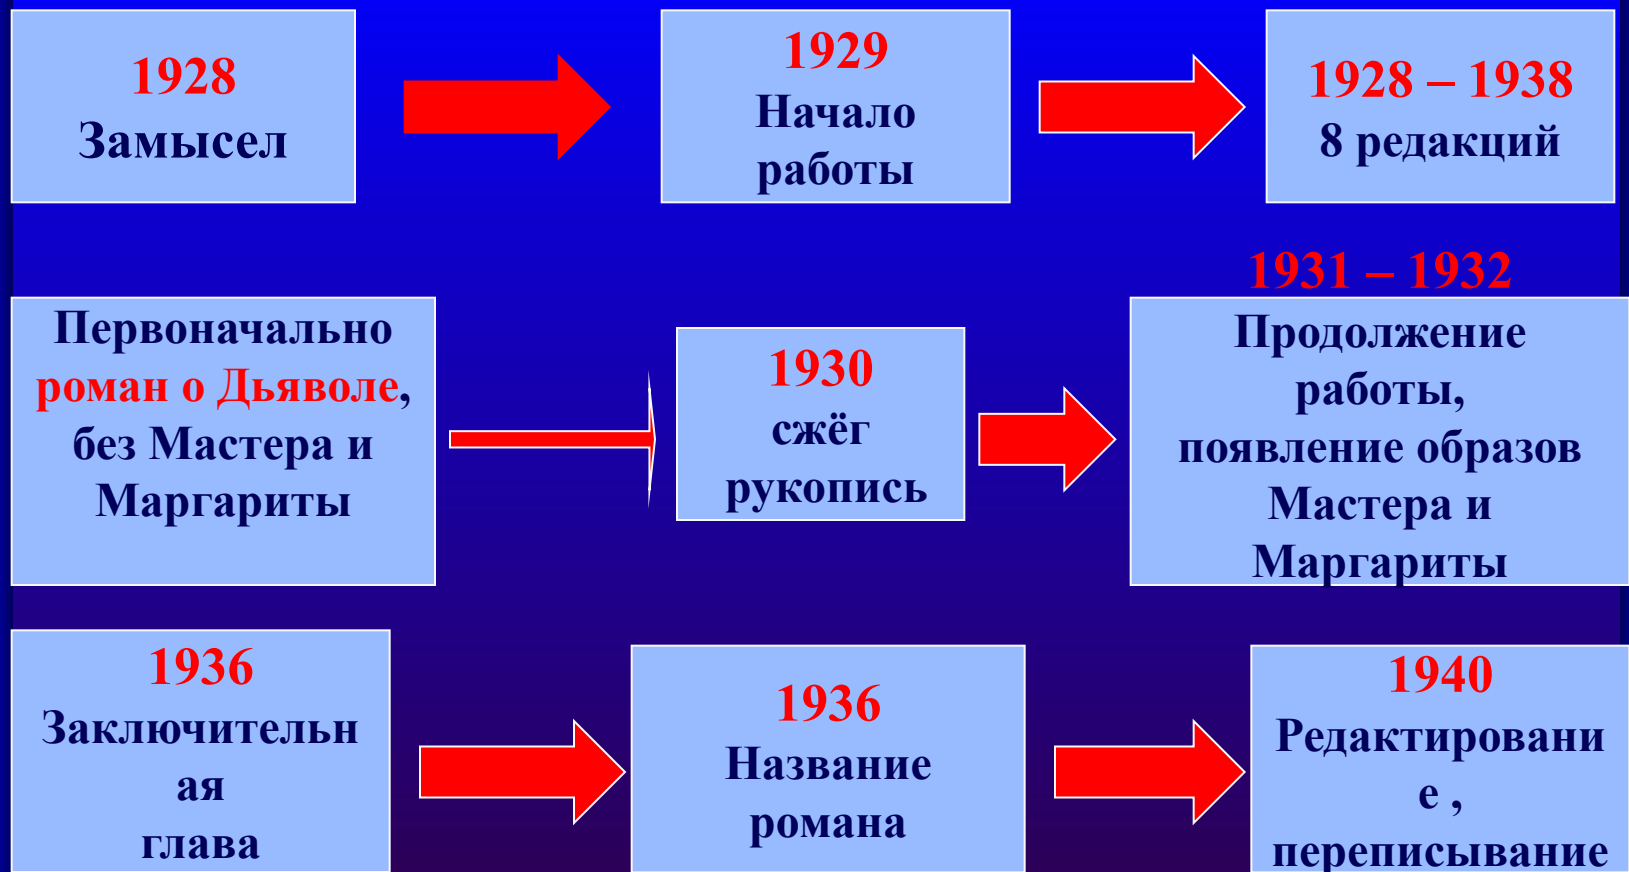 1928
Замысел
1929
Начало
работы
1928 – 1938
8 редакций
Первоначально
роман о Дьяволе,
без Мастера и
Маргариты
1930
сжёг
рукопись
1931 – 1932
Продолжение
работы,
появление образов
Мастера и
Маргариты
1936
Заключительн
ая
глава
1936
Название
романа
1940
Редактировани
е ,
переписывание